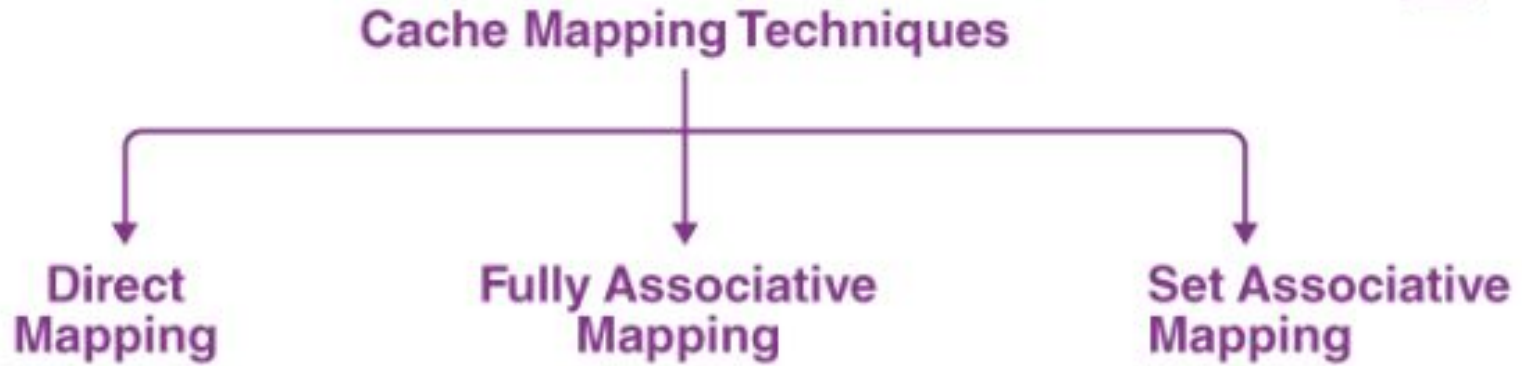 Cache Mapping Techniques
Direct
Mapping
Fully Associative
Mapping
Set Associative
Mapping